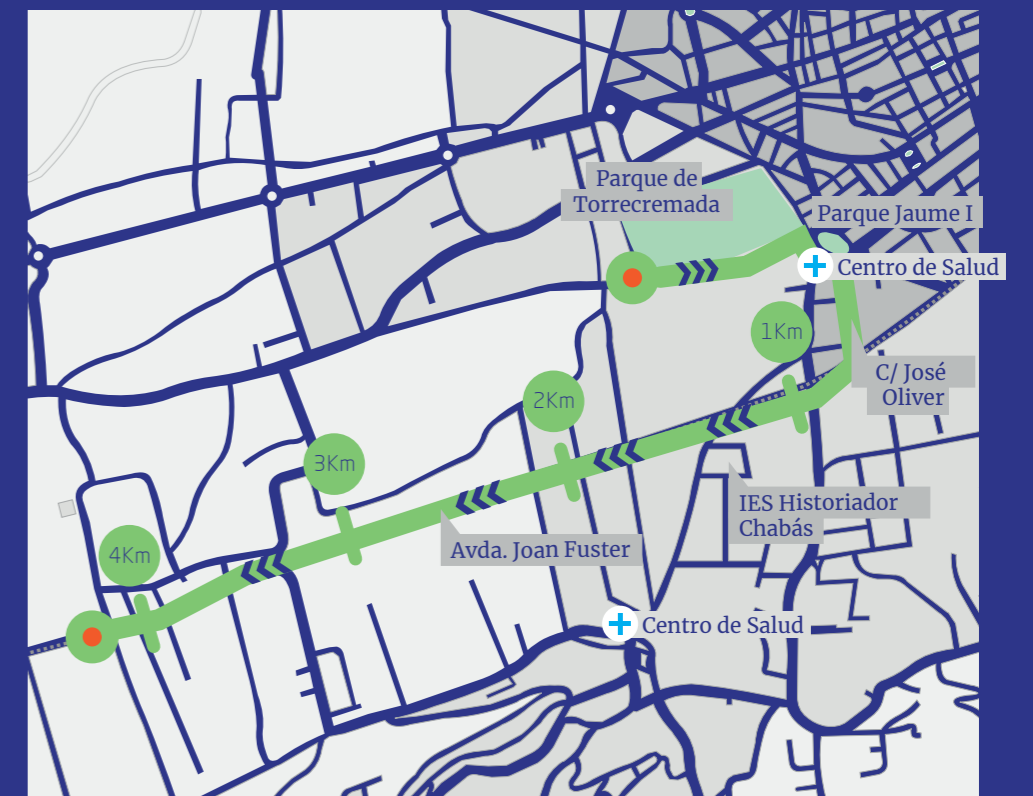 Parque de
Torrecremada
Parque Jaume I
Centro de Salud
1Km
C/ José
Oliver
2Km
3Km
IES Historiador
Chabás
Avda. Joan Fuster
4Km
Centro de Salud